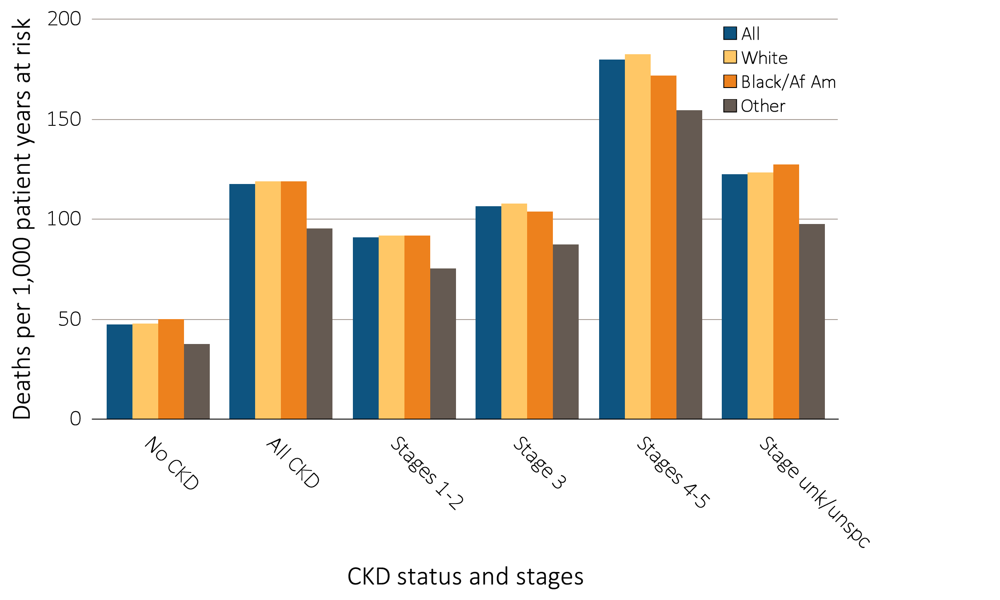 Deaths per 1,000 patient years at risk
200
150
100
50
0
All
White
Black/Af Am
Other
No CKD
All CKD
Stages 1-2
Stage 3
Stages 4-5
Stage unk/unspc
CKD status and stages